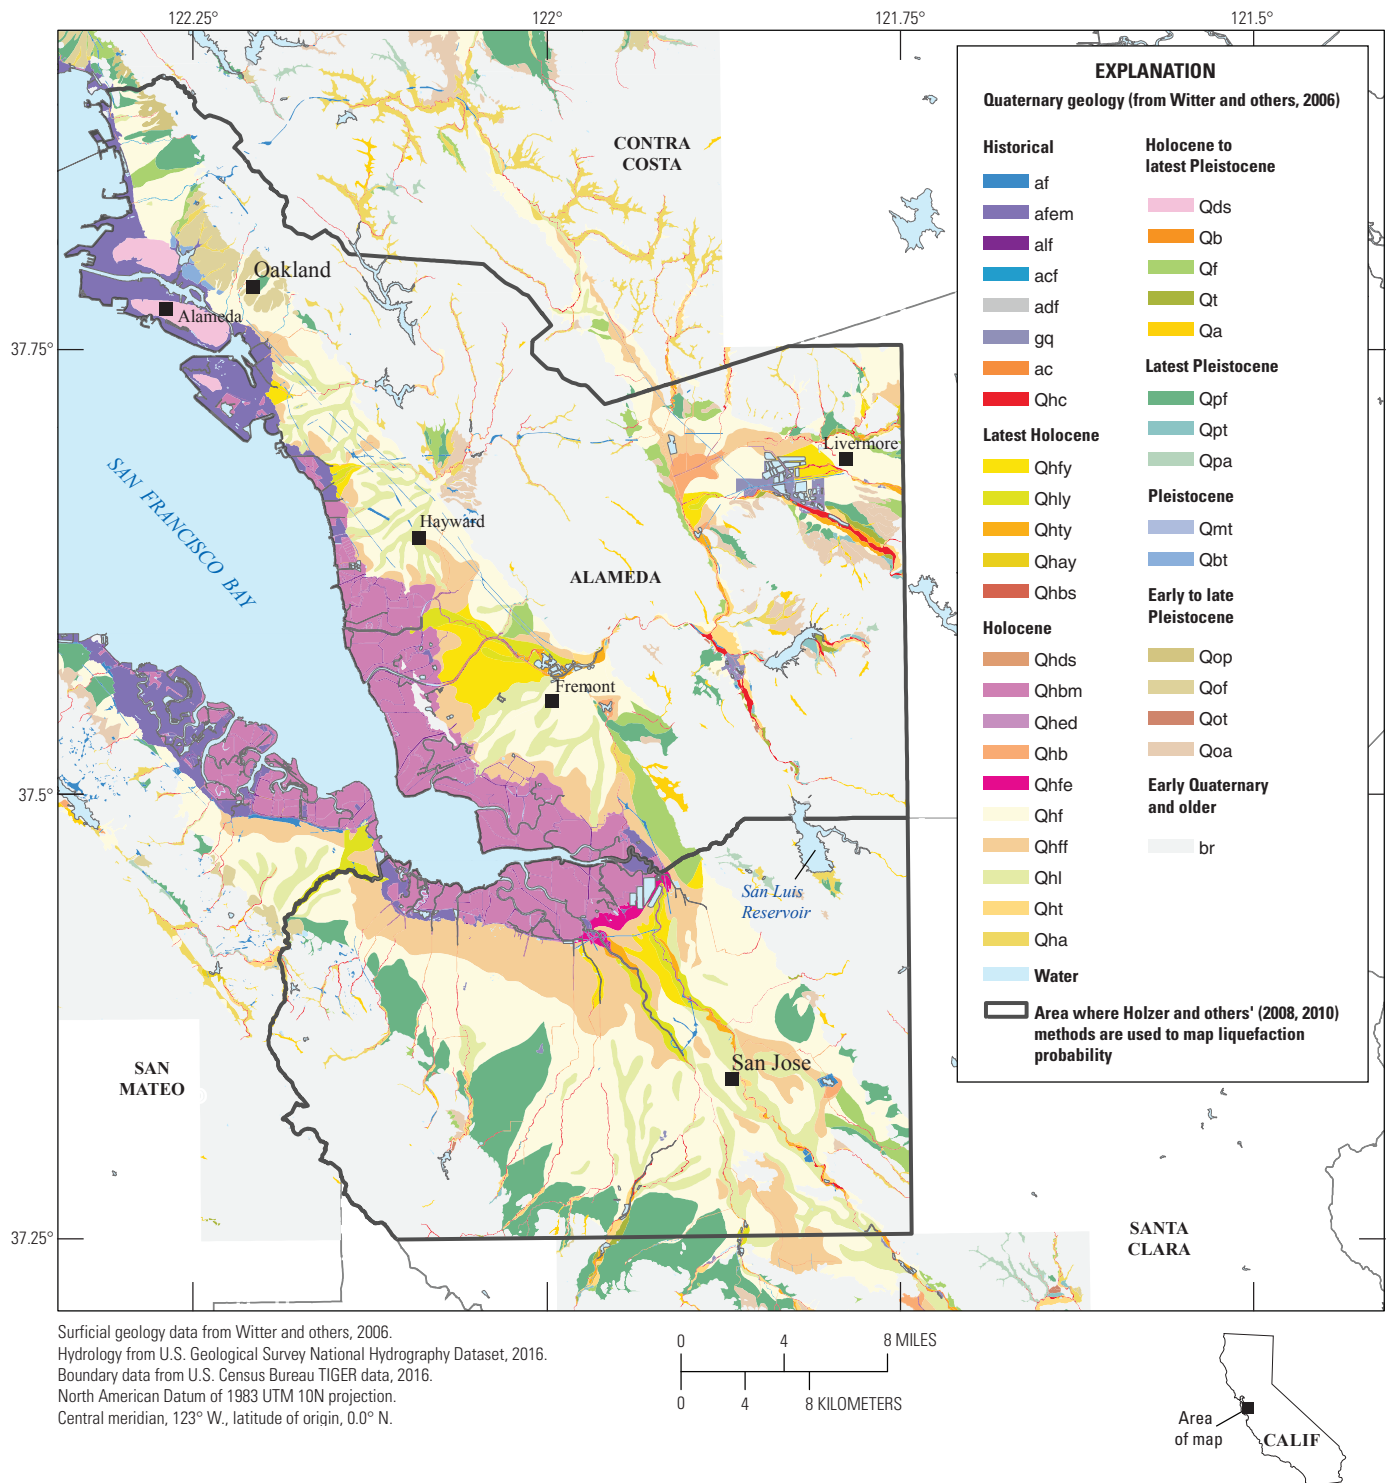 122.25°
122°
121.75°
121.5°
37.75°
37.5°
37.25°
CONTRA
COSTA
Oakland
Alameda
Livermore
SAN FRANCISCO BAY
Hayward
ALAMEDA
Fremont
San Luis
Reservoir
SAN
MATEO
San Jose
SANTA
CLARA
EXPLANATION
Quaternary geology (from Witter and others, 2006)
Historical
af
afem
alf
acf
adf
gq
ac
Qhc
Latest Holocene
Qhfy
Qhly
Qhty
Qhay
Qhbs
Holocene
Qhds
Qhbm
Qhed
Qhb
Qhfe
Qhf
Qhff
Qhl
Qht
Qha
Water
Area where Holzer and others' (2008, 2010)
methods are used to map liquefaction
probability
Holocene to
latest Pleistocene
Qds
Qb
Qf
Qt
Qa
Latest Pleistocene
Qpf
Qpt
Qpa
Pleistocene
Qmt
Qbt
Early to late
Pleistocene
Qop
Qof
Qot
Qoa
Early Quaternary
and older
br
Surficial geology data from Witter and others, 2006.
Hydrology from U.S. Geological Survey National Hydrography Dataset, 2016.
Boundary data from U.S. Census Bureau TIGER data, 2016.
North American Datum of 1983 UTM 10N projection.
Central meridian, 123° W., latitude of origin, 0.0° N.
0 4 8 MILES
0 4 8 KILOMETERS
Area
of map
CALIF